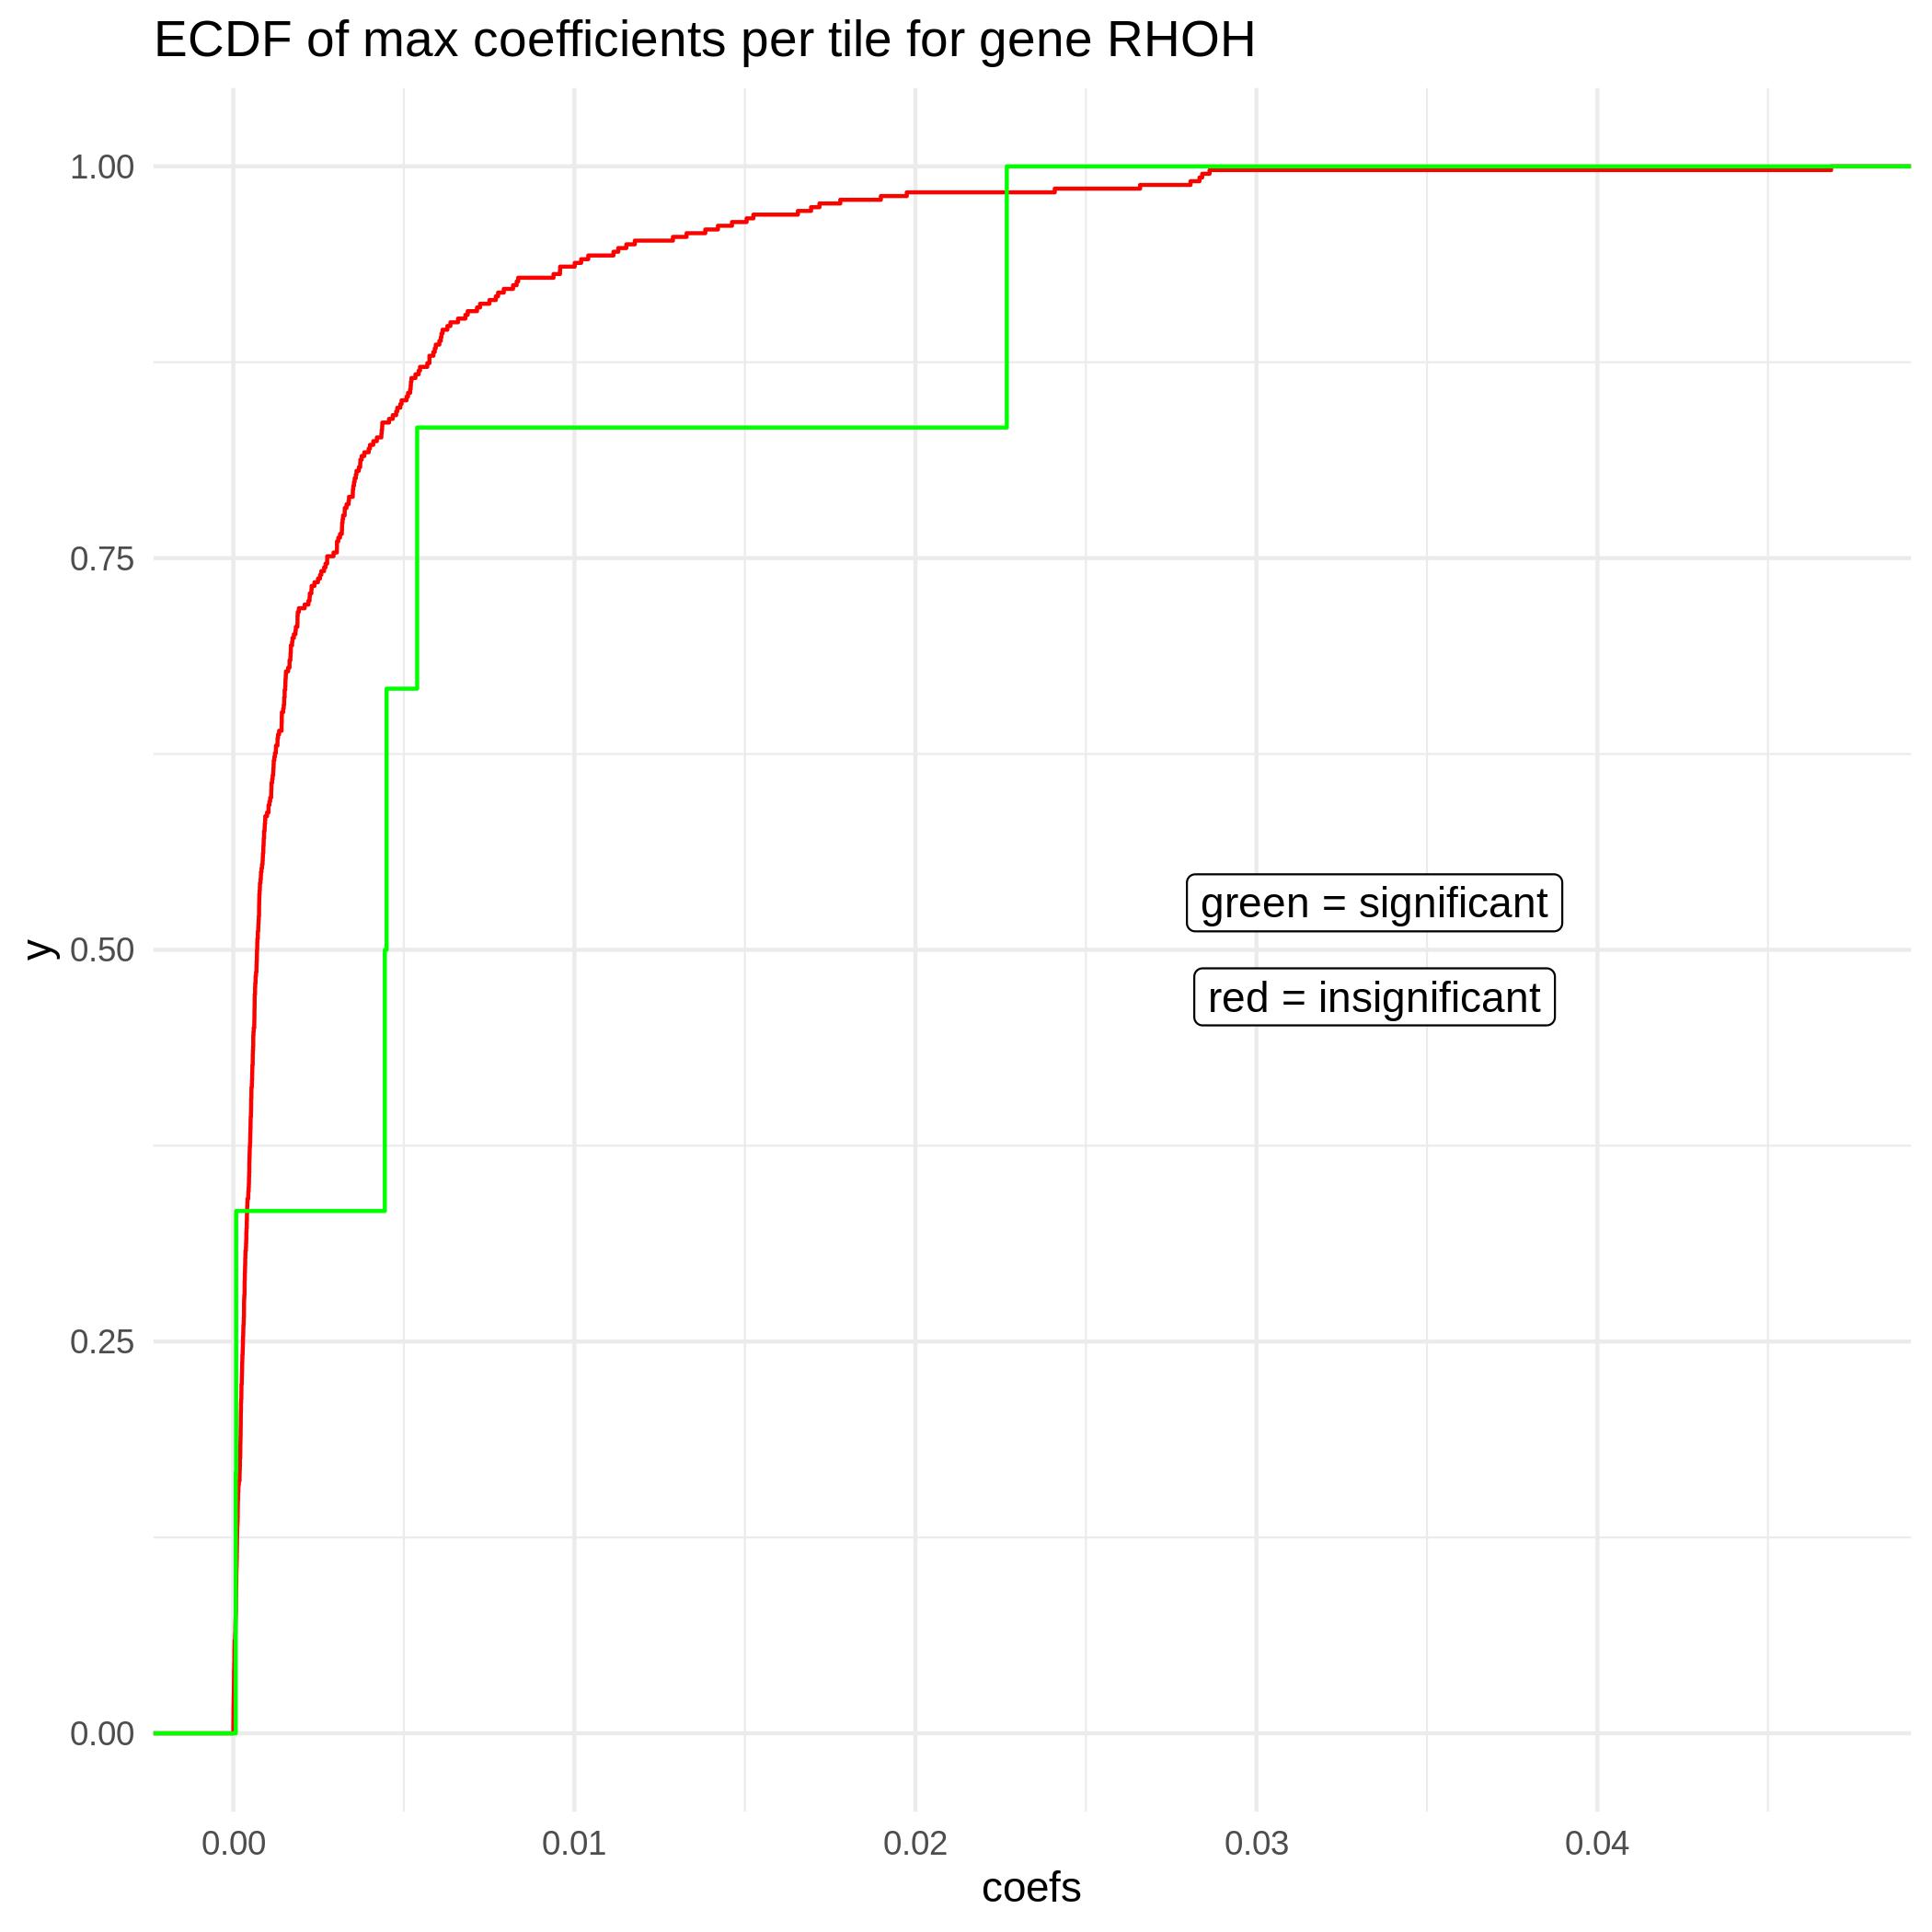 ECDF of max coefficients per tile for gene RHOH
1.00
0.75
0.50
0.25
0.00
y
green = significant
red = insignificant
0.00 0.01 0.02 0.03 0.04
coefs